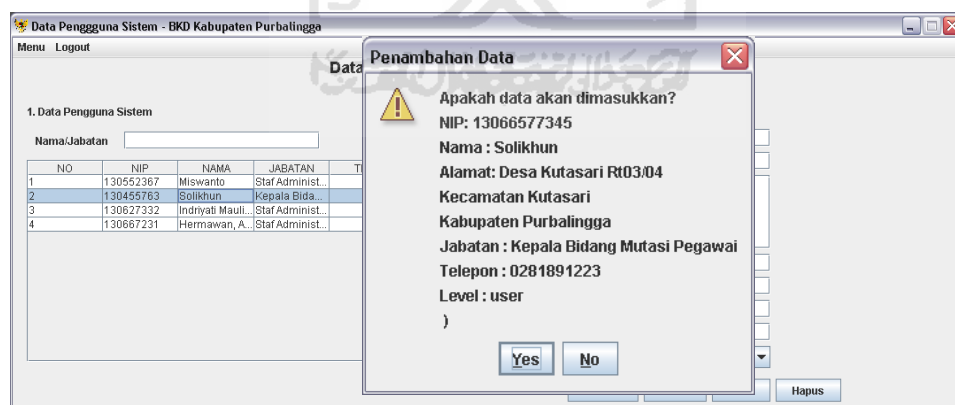 Data Penggguna Sistem - BKD Kabupaten Purbalingga
Menu Logout
Data
1. Data Pengguna Sistem
Nama/Jabatan
NO NIP NAMA JABATAN
1 130552367 Miswanto Staf Administ...
2 130455763 Solikhun Kepala Bida...
3 130627332 Indriyati Mauli... Staf Administ...
4 130667231 Hermawan, A... Staf Administ...
Penambahan Data
Apakah data akan dimasukkan?
NIP: 13066577345
Nama : Solikhun
Alamat: Desa Kutasari Rt03/04
Kecamatan Kutasari
Kabupaten Purbalingga
Jabatan : Kepala Bidang Mutasi Pegawai
Telepon : 0281891223
Level : user
)
Yes No
Hapus